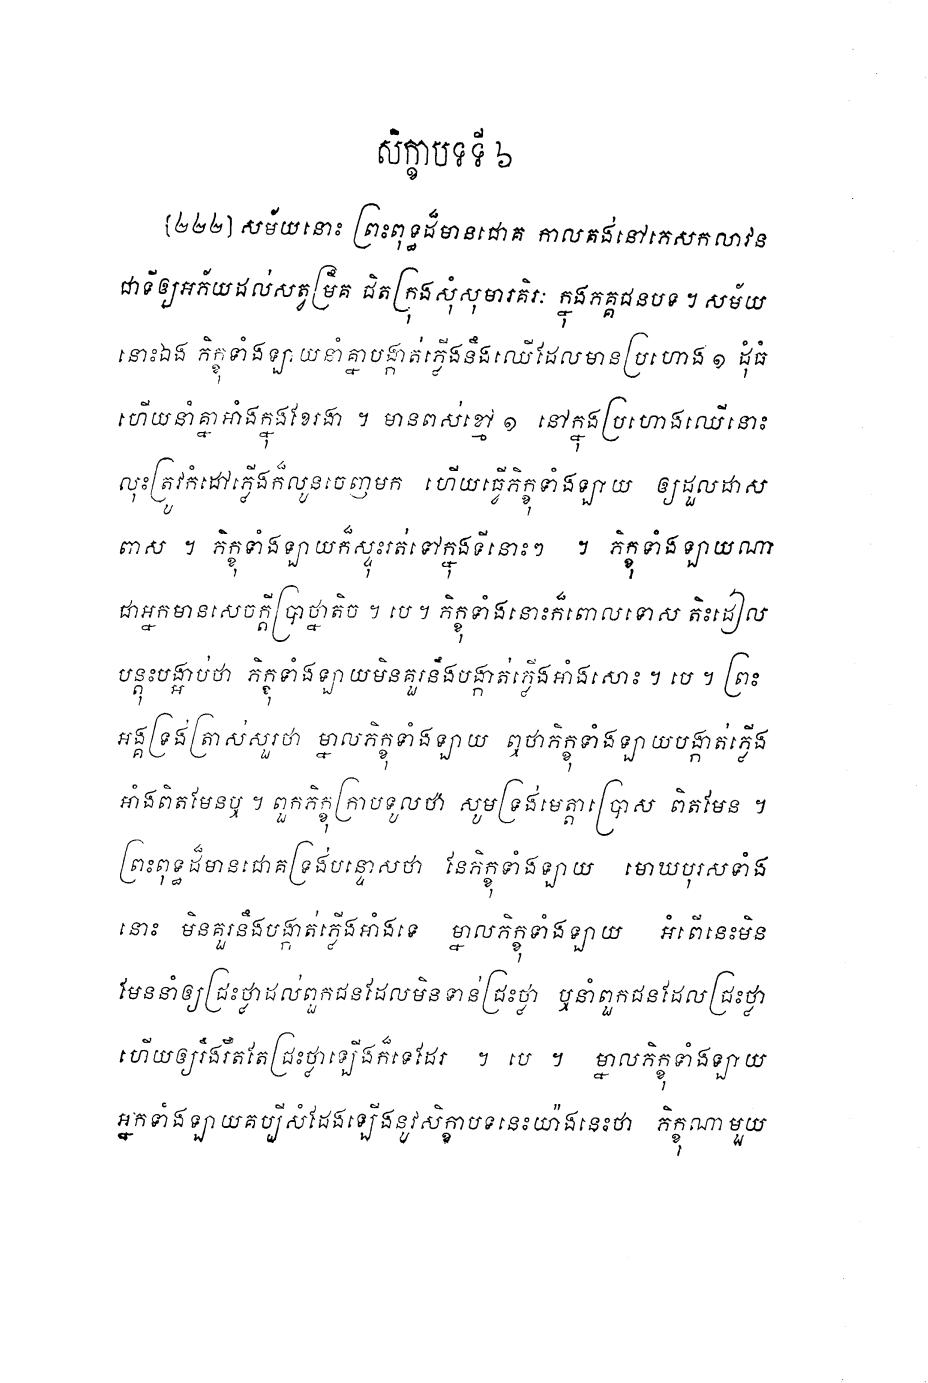 សិក្ខាបទទី ៦
[២២២] សម័យនោះ ព្រះពុទ្ធដ៏មានជោគ កាលគង់នៅភេសកលាវន
ជាទីឲ្យអភ័យដល់សត្វម្រឹគ ជិតក្រុងសុំសុមារគិរៈ ក្នុងភគ្គជនបទ ។ សម័យ
នោះឯង ភិក្ខុទាំងឡាយនាំគ្នាបង្កាត់ភ្លើងនឹងឈើដែលមានប្រហោង ១ ដុំធំ
ហើយនាំគ្នាអាំងក្នុងខែរងា ។ មានពស់ខ្មៅ ១ នៅក្នុងប្រហោងឈើនោះ
លុះត្រូវកំដៅភ្លើងក៏លូនចេញមក ហើយធ្វើភិក្ខុទាំងឡាយ ឲ្យដួលដាស
ពាស ។ ភិក្ខុទាំងឡាយក៏ស្ទុះរត់ទៅក្នុងទីនោះៗ ។ ភិក្ខុទាំងឡាយណា
ជាអ្នកមានសេចក្តីប្រាថ្នាតិច ។ បេ ។ ភិក្ខុទាំងនោះក៏ពោលទោស តិះដៀល
បន្តុះបង្អាប់ថា ភិក្ខុទាំងឡាយមិនគួរនឹងបង្កាត់ភ្លើងអាំងសោះ ។ បេ ។ ព្រះ
អង្គទ្រង់ត្រាស់សួរថា ម្នាលភិក្ខុទាំងឡាយ ឮថាភិក្ខុទាំងឡាយបង្កាត់ភ្លើង
អាំងពិតមែនឬ ។ ពួកភិក្ខុក្រាបទូលថា សូមទ្រង់មេត្តាប្រោស ពិតមែន ។
ព្រះពុទ្ធដ៏មានជោគទ្រង់បន្ទោសថា នែភិក្ខុទាំងឡាយ មោឃបុរសទាំង
នោះ មិនគួរនឹងបង្កាត់ភ្លើងអាំងទេ ម្នាលភិក្ខុទាំងឡាយ អំពើនេះមិន
មែននាំឲ្យជ្រះថ្លាដល់ពួកជនដែលមិនទាន់ជ្រះថ្លា ឬនាំពួកជនដែលជ្រះថ្លា
ហើយឲ្យរឹងរឹតតែជ្រះថ្លាឡើងក៏ទេដែរ ។ បេ ។ ម្នាលភិក្ខុទាំងឡាយ
អ្នកទាំងឡាយគប្បីសំដែងឡើងនូវសិក្ខាបទនេះយ៉ាងនេះថា ភិក្ខុណាមួយ